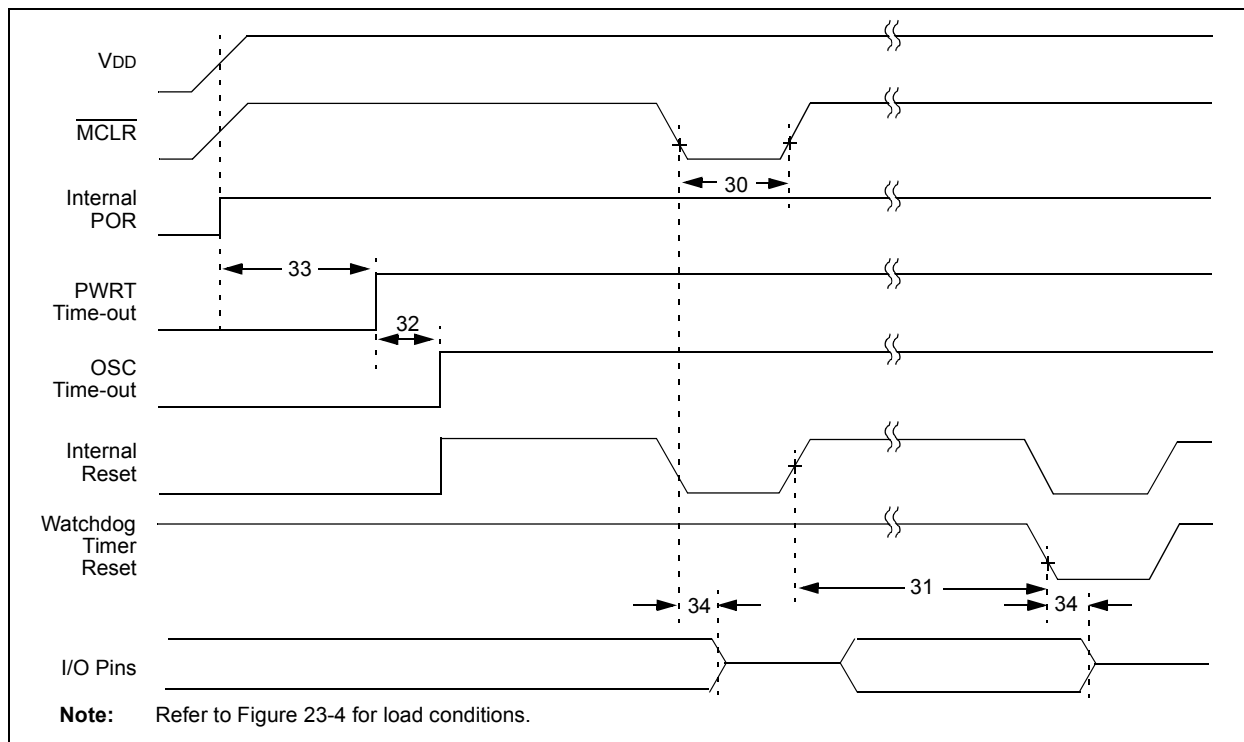 VDD
MCLR
30
Internal
POR
33
PWRT
Time-out
32
OSC
Time-out
Internal
Reset
Watchdog
Timer
Reset
31
34
34
I/O Pins
Note: Refer to Figure 23-4 for load conditions.